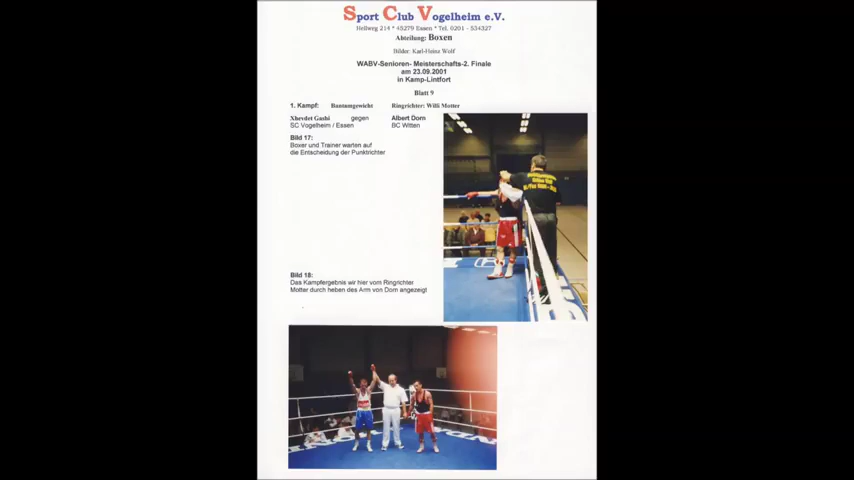 Sport Club Vogelheim e.V.
Hellweg 214 * 45279 Essen * Tel. 0201 - 534327
Abteilung: Boxen
Bilder: Karl-Heinz Wolf
WABV-Senioren- Meisterschafts-2. Finale
am 23.09.2001
in Kamp-Lintfort
Blatt 9
1. Kampf: Bantamgewicht Ringrichter: Willi Motter
Xhevdet Gashi gegen Albert Dorn
SC Vogelheim / Essen BC Witten
Bild 17:
Boxer und Trainer warten auf
die Entscheidung der Punktrichter
Bild 18:
Das Kampfergebnis wir hier vom Ringrichter
Motter durch heben des Arm von Dorn angezeigt